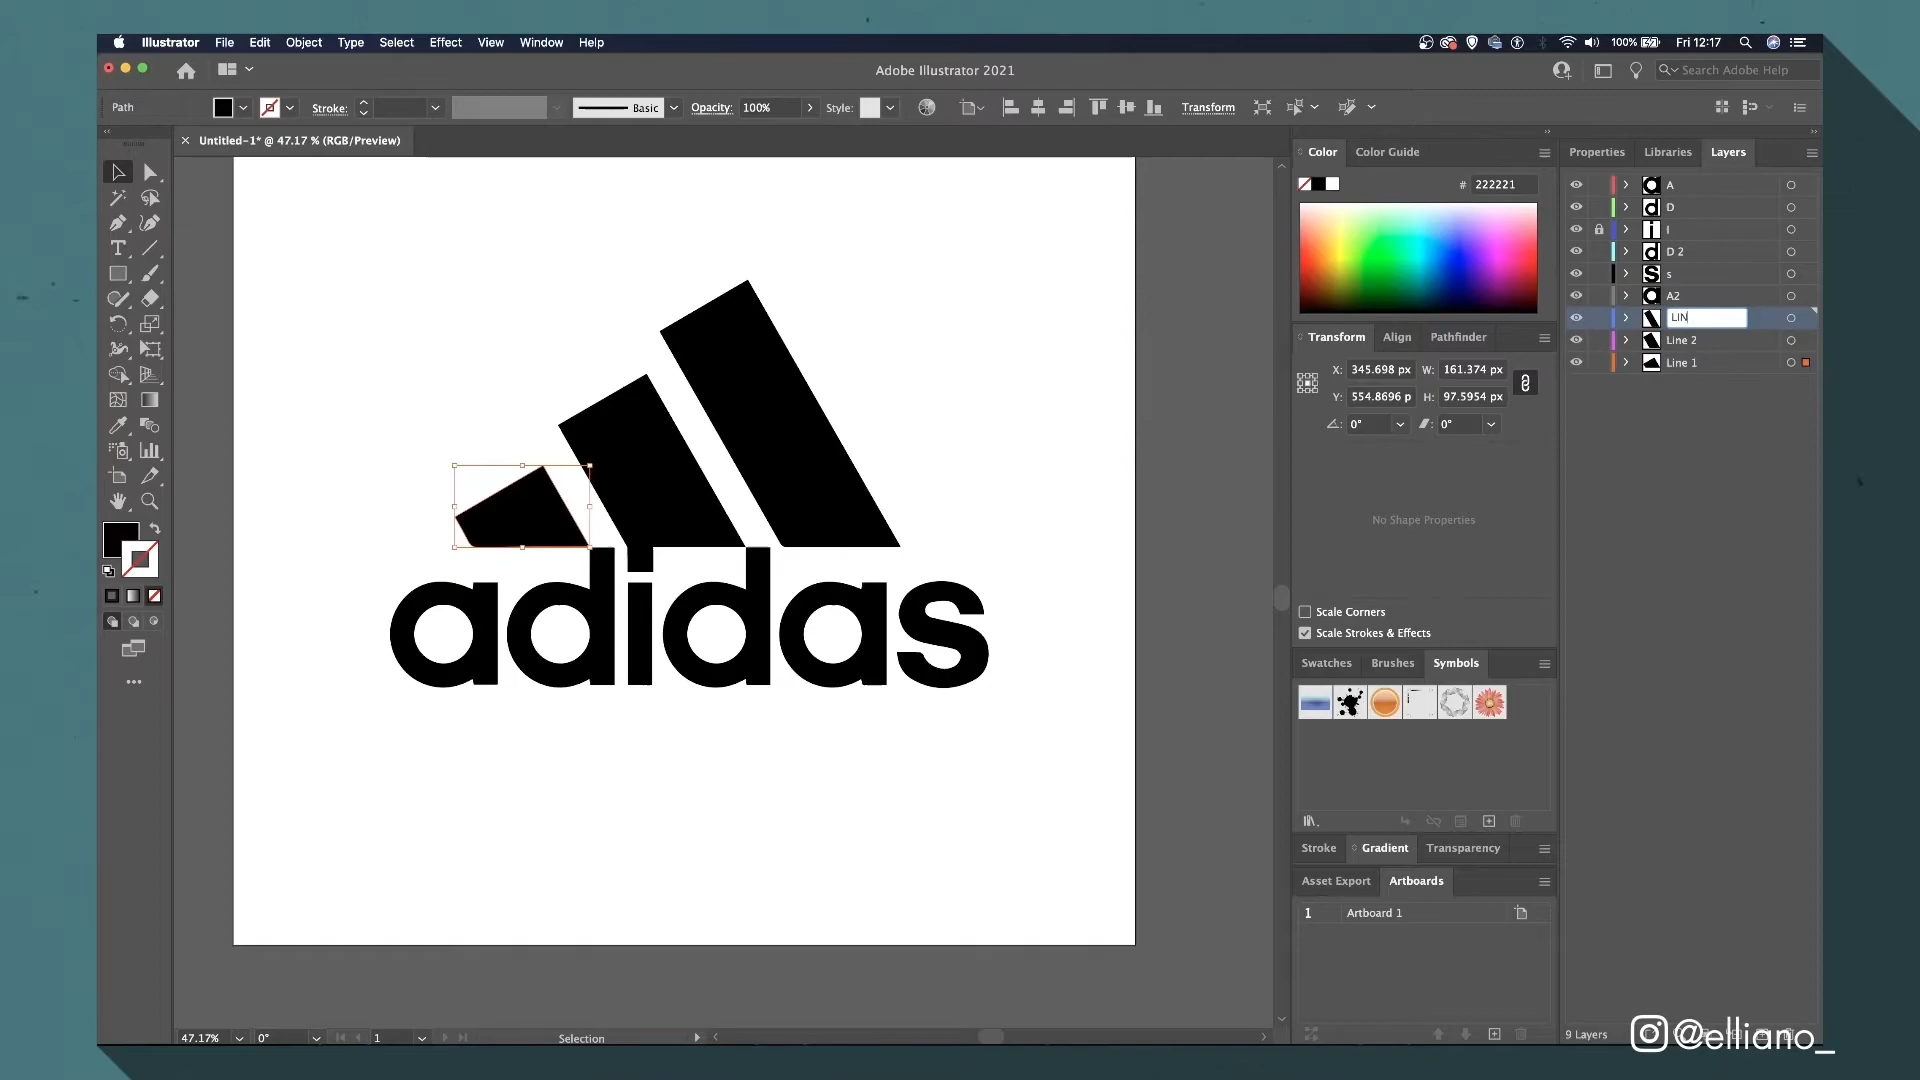 Illustrator File Edit Object Type Select Effect View Window Help
100% Fri 12:17
Adobe Illustrator 2021
Search Adobe Help
Path Stroke: Basic Opacity: 100% Style: Transform
Untitled-1* @ 47.17 % (RGB/Preview)
adidas
47.17% 0° 1 Selection
Color Color Guide
# 222221
Transform Align Pathfinder
X: 345.698 px W: 161.374 px
Y: 554.8696 p H: 97.5954 px
0° 0°
No Shape Properties
Scale Corners
Scale Strokes & Effects
Swatches Brushes Symbols
Stroke Gradient Transparency
Asset Export Artboards
1 Artboard 1
Properties Libraries Layers
A
D
I
D 2
s
A2
LIN
Line 2
Line 1
9 Layers
@elliano_